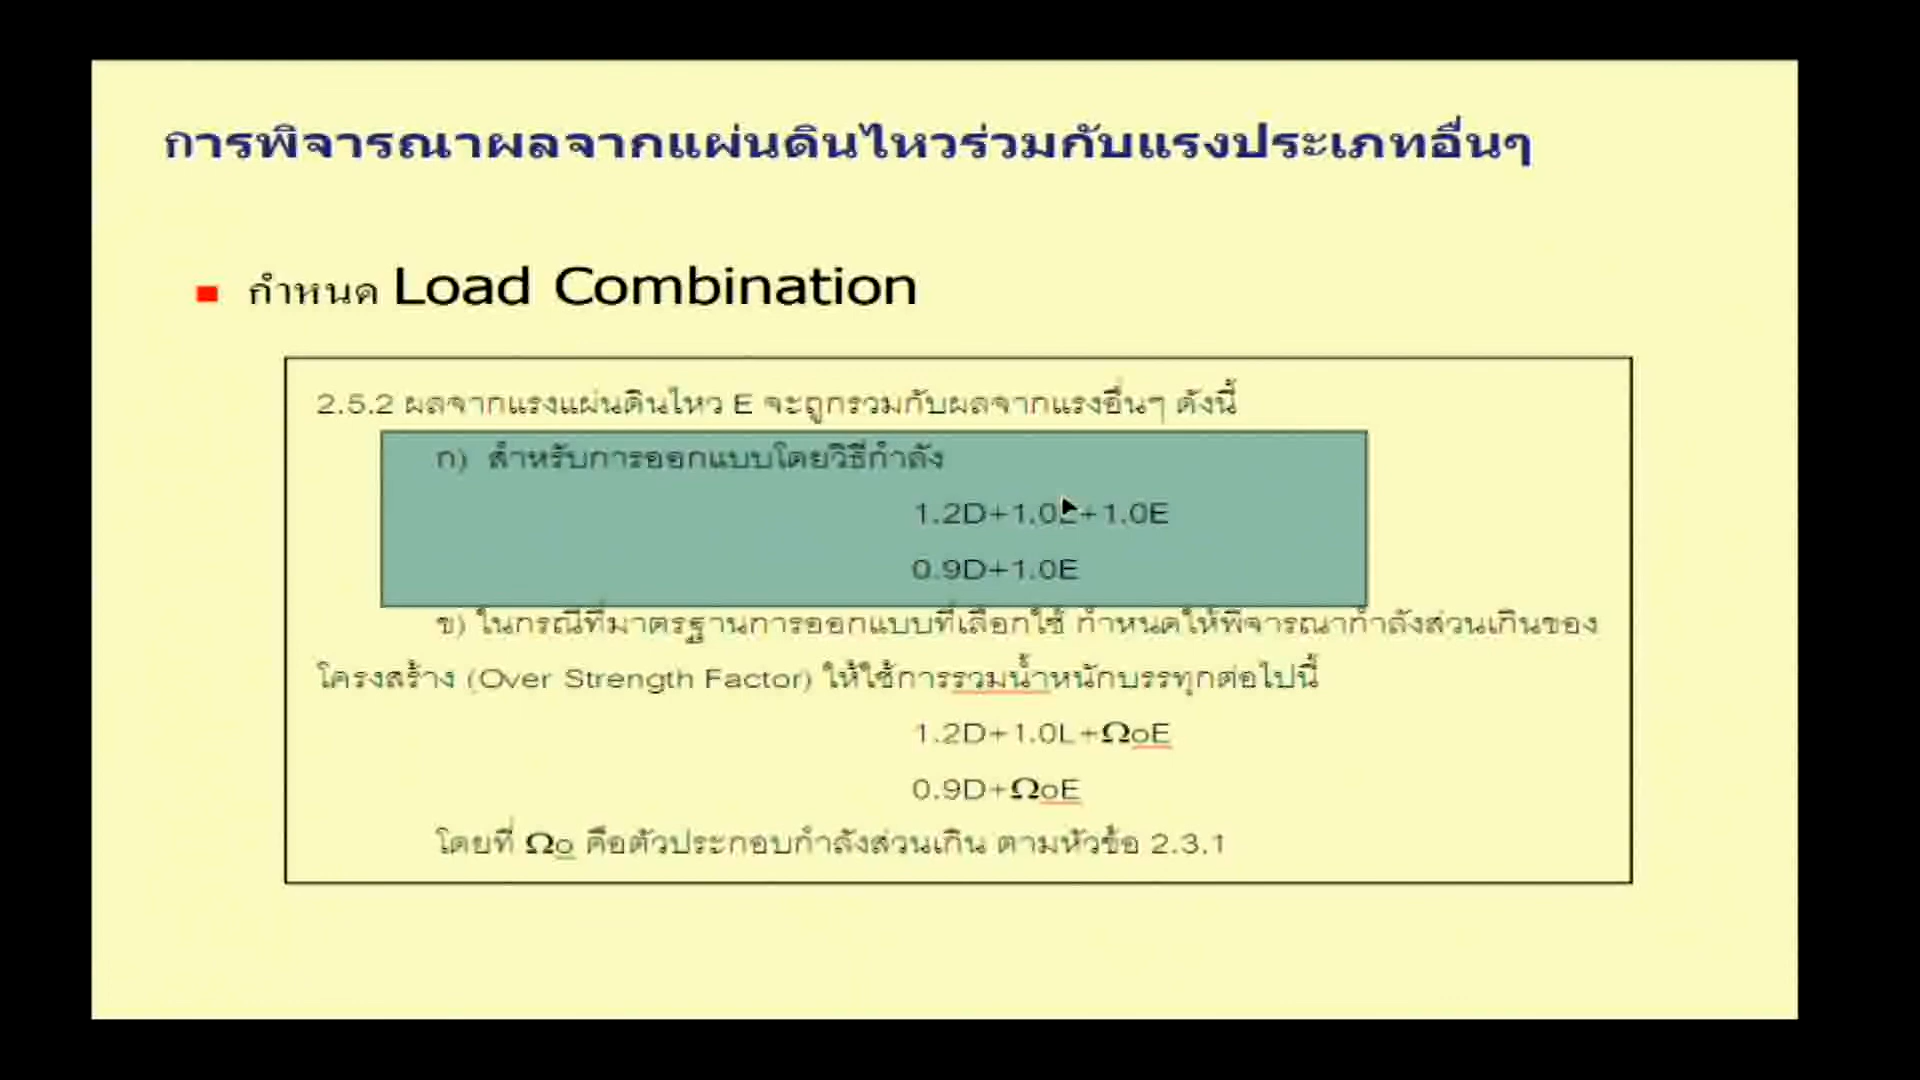 การพิจารณาผลจากแผ่นดินไหวร่วมกับแรงประเภทอื่นๆ
กำหนด Load Combination
2.5.2 ผลจากแรงแผ่นดินไหว E จะถูกรวมกับผลจากแรงอื่นๆ ดังนี้
ก) สำหรับการออกแบบโดยวิธีกำลัง
1.2D+1.0L+1.0E
0.9D+1.0E
ข) ในกรณีที่มาตรฐานการออกแบบที่เลือกใช้ กำหนดให้พิจารณากำลังส่วนเกินของ
โครงสร้าง (Over Strength Factor) ให้ใช้การรวมน้ำหนักบรรทุกต่อไปนี้
1.2D+1.0L+ΩoE
0.9D+ΩoE
โดยที่ Ωo คือตัวประกอบกำลังส่วนเกิน ตามหัวข้อ 2.3.1